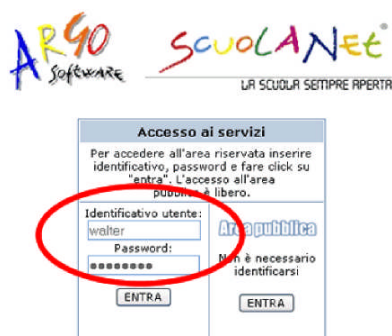 ARGO
Software
SCUOLANEt
LA SCUOLA SEMPRE APERTA
Accesso ai servizi
Per accedere all'area riservata inserire
identificativo, password e fare click su
"entra". L'accesso all'area
pubblica è libero.
Identificativo utente:
walter
Password:
ENTRA
Area pubblica
Non è necessario
identificarsi
ENTRA